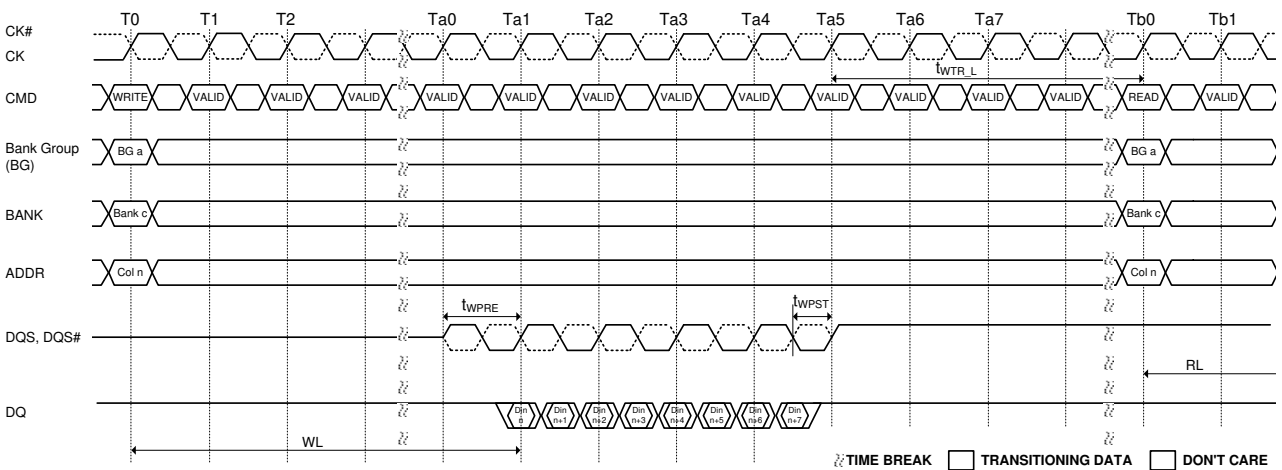 T0 T1 T2 Ta0 Ta1 Ta2 Ta3 Ta4 Ta5 Ta6 Ta7 Tb0 Tb1
CK#
CK
tWTR_L
CMD WRITE VALID VALID VALID VALID VALID VALID VALID VALID VALID VALID VALID VALID READ VALID
Bank Group
(BG)
BG a BG a
BANK Bank c Bank c
ADDR Col n Col n
tWPRE tWPST
DQS, DQS#
RL
DQ Din n Din n+1 Din n+2 Din n+3 Din n+4 Din n+5 Din n+6 Din n+7
WL
TIME BREAK TRANSITIONING DATA DON'T CARE